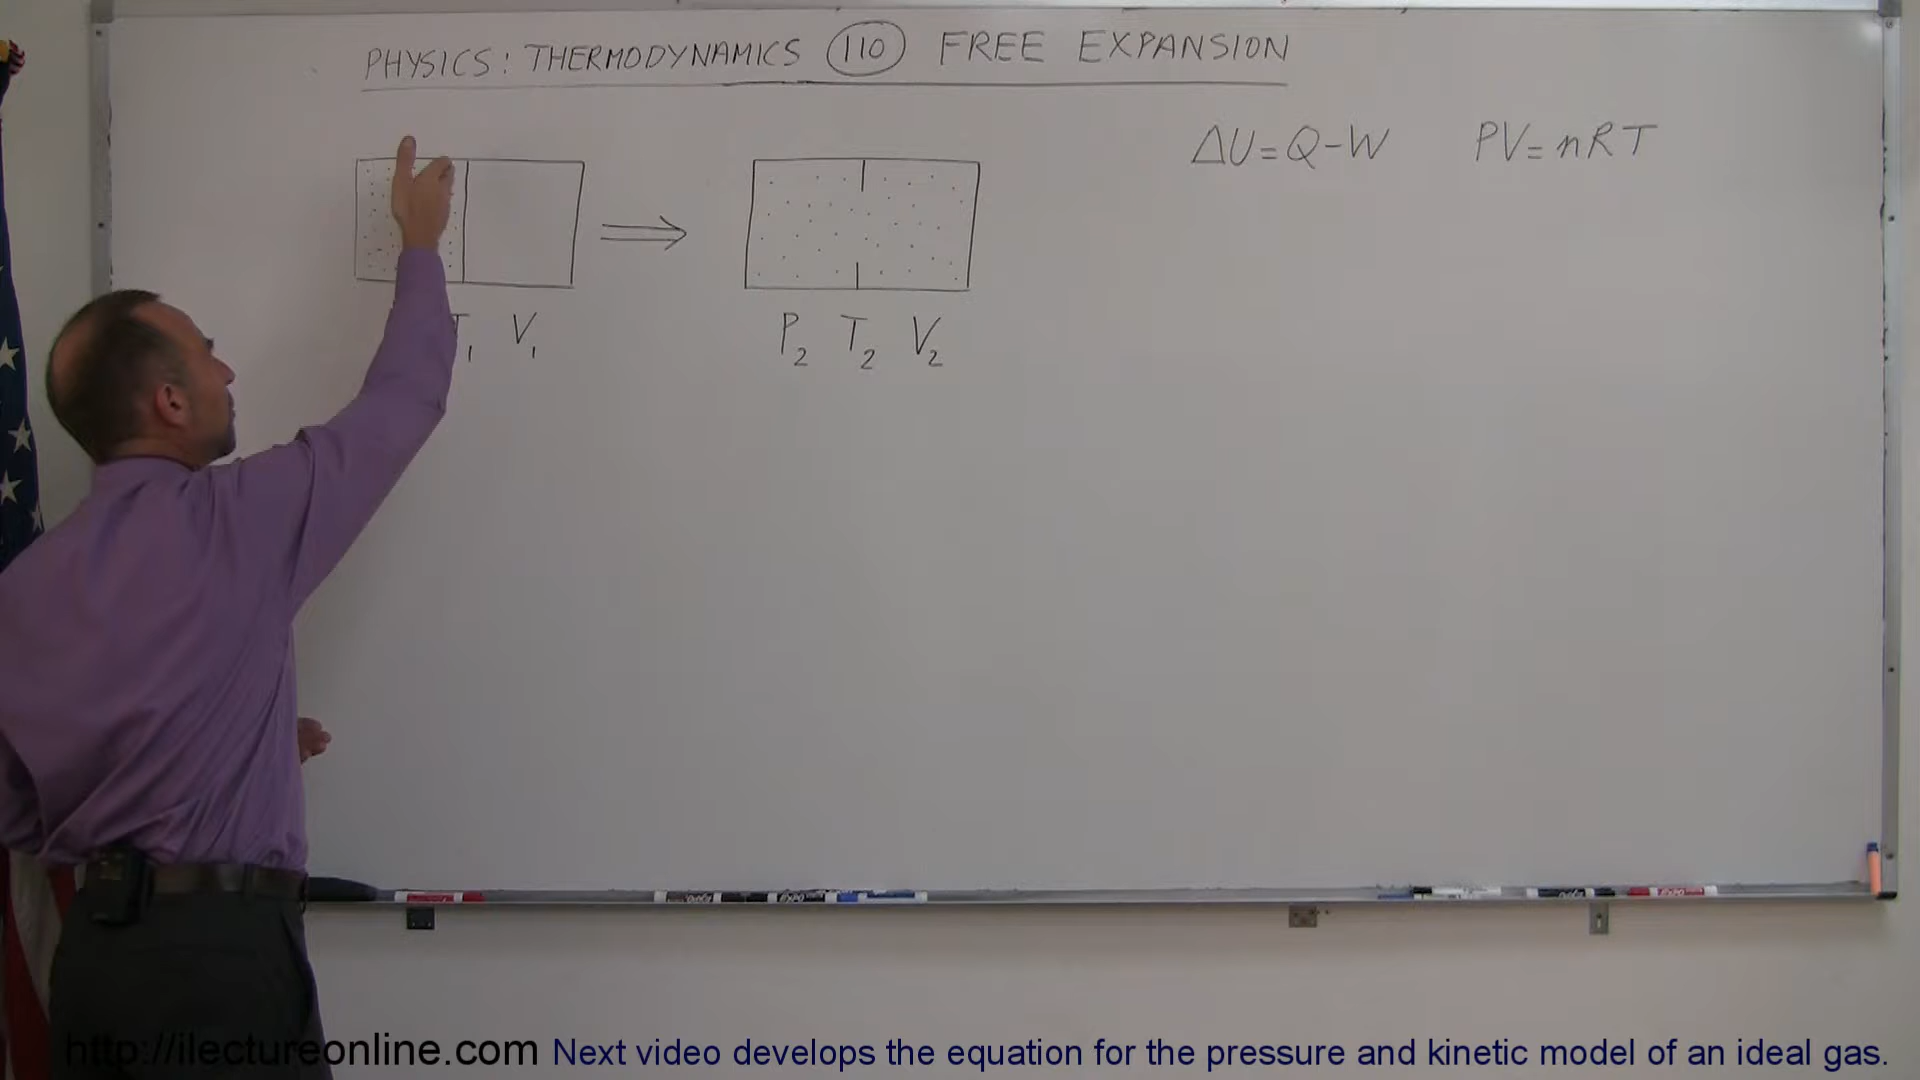 PHYSICS: THERMODYNAMICS 110 FREE EXPANSION
ΔU=Q-W PV=nRT
T₁ V₁
P₂ T₂ V₂
EXPO
http://ilectureonline.com Next video develops the equation for the pressure and kinetic model of an ideal gas.